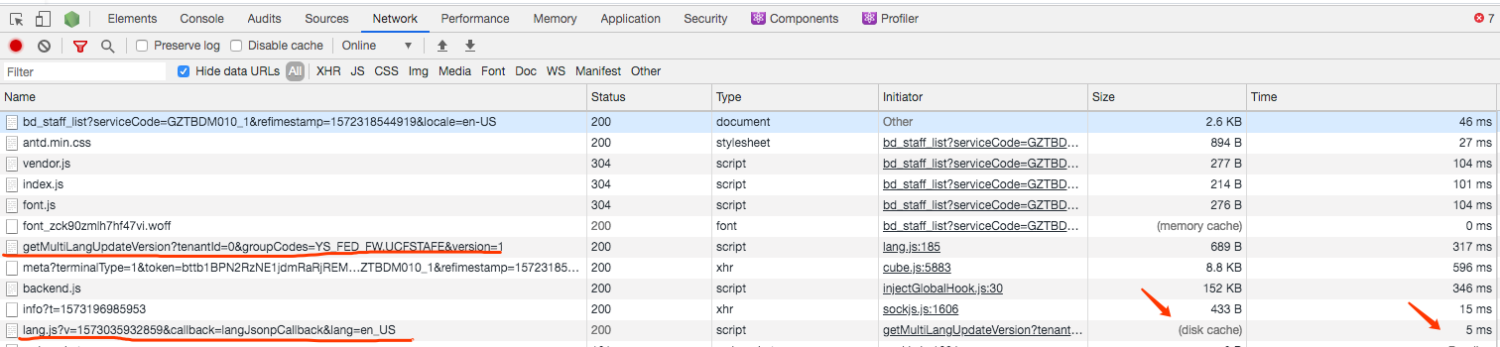 Elements Console Audits Sources Network Performance Memory Application Security Components Profiler 7
Preserve log Disable cache Online
Filter Hide data URLs All XHR JS CSS Img Media Font Doc WS Manifest Other
Name Status Type Initiator Size Time
bd_staff_list?serviceCode=GZTBDM010_1&refimestamp=1572318544919&locale=en-US 200 document Other 2.6 KB 46 ms
antd.min.css 200 stylesheet bd_staff_list?serviceCode=GZTBD... 894 B 27 ms
vendor.js 304 script bd_staff_list?serviceCode=GZTBD... 277 B 104 ms
index.js 304 script bd_staff_list?serviceCode=GZTBD... 214 B 101 ms
font.js 304 script bd_staff_list?serviceCode=GZTBD... 276 B 104 ms
font_zck90zmlh7hf47vi.woff 200 font bd_staff_list?serviceCode=GZTBD... (memory cache) 0 ms
getMultiLangUpdateVersion?tenantId=0&groupCodes=YS_FED_FW,UCFSTAFE&version=1 200 script lang.js:185 689 B 317 ms
meta?terminalType=1&token=bttb1BPN2RzNE1jdmRaRjREM...ZTBDM010_1&refimestamp=15723185... 200 xhr cube.js:5883 8.8 KB 596 ms
backend.js 200 script injectGlobalHook.js:30 152 KB 346 ms
info?t=1573196985953 200 xhr sockjs.js:1606 433 B 15 ms
lang.js?v=1573035932859&callback=langJsonpCallback&lang=en_US 200 script getMultiLangUpdateVersion?tenant... (disk cache) 5 ms